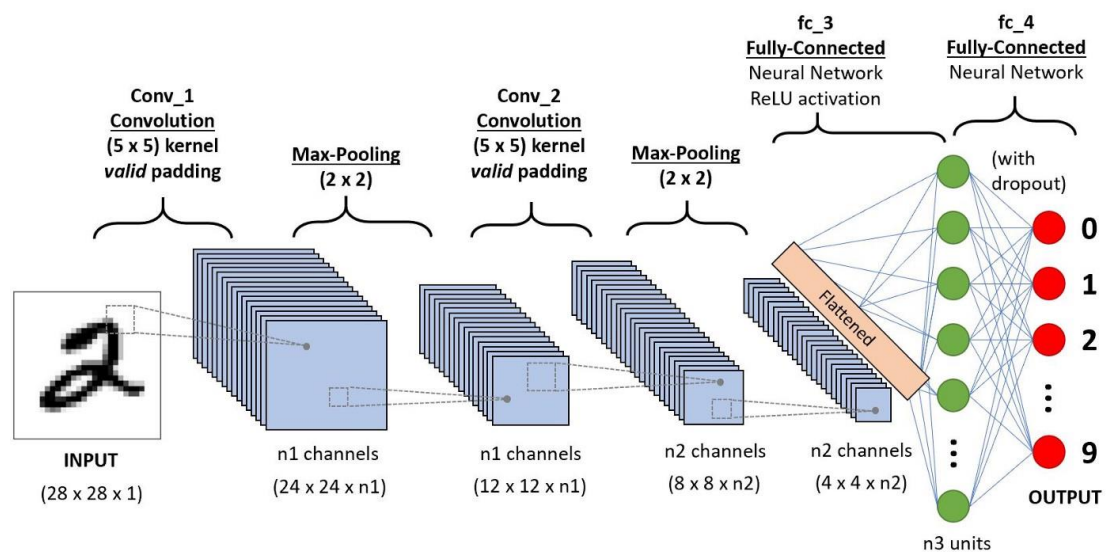 Conv_1
Convolution
(5 x 5) kernel
valid padding
Max-Pooling
(2 x 2)
Conv_2
Convolution
(5 x 5) kernel
valid padding
Max-Pooling
(2 x 2)
fc_3
Fully-Connected
Neural Network
ReLU activation
fc_4
Fully-Connected
Neural Network
(with
dropout)
Flattened
0
1
2
9
OUTPUT
2
INPUT
(28 x 28 x 1)
n1 channels
(24 x 24 x n1)
n1 channels
(12 x 12 x n1)
n2 channels
(8 x 8 x n2)
n2 channels
(4 x 4 x n2)
n3 units